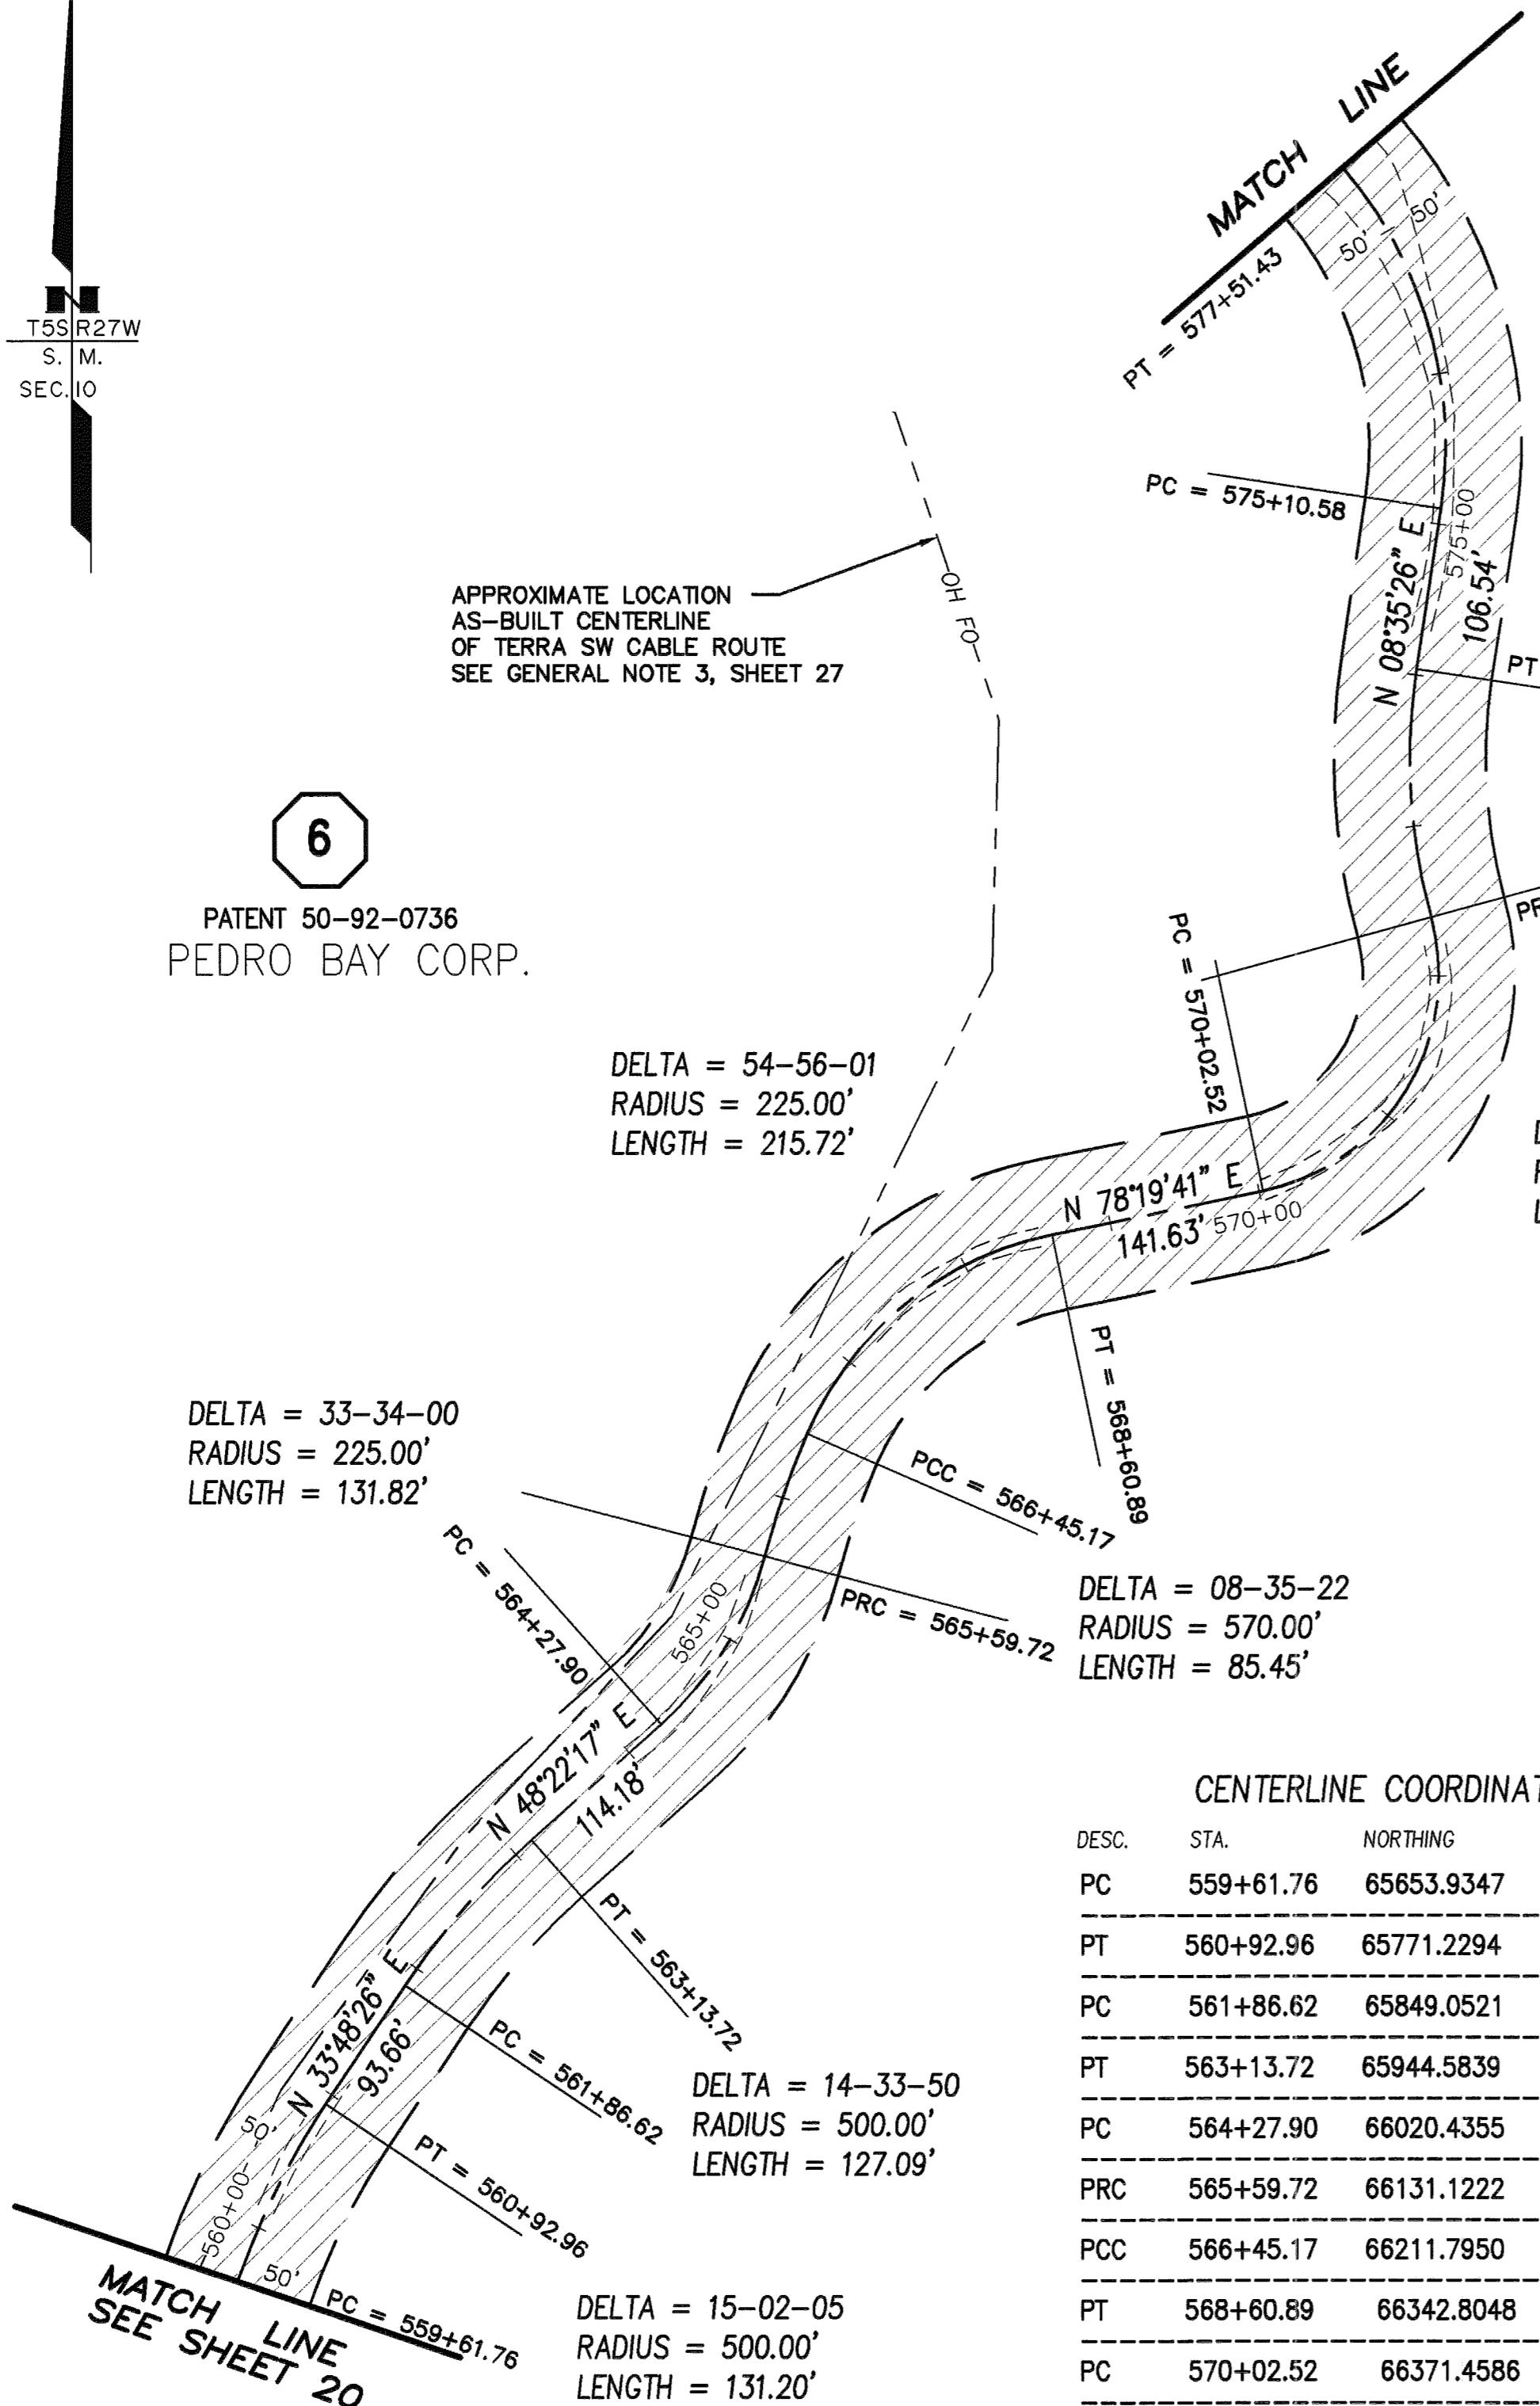 MATCH LINE
50'
50'
PT = 577+51.43
N
T5S R27W
S. M.
SEC. 10
PC = 575+10.58
N 08°35'26" E
575+00
106.54'
PT
APPROXIMATE LOCATION
AS-BUILT CENTERLINE
OF TERRA SW CABLE ROUTE
SEE GENERAL NOTE 3, SHEET 27
OH FO
6
PATENT 50-92-0736
PEDRO BAY CORP.
PC = 570+02.52
DELTA = 54-56-01
RADIUS = 225.00'
LENGTH = 215.72'
N 78°19'41" E
141.63'
570+00
PT = 568+60.89
DELTA = 33-34-00
RADIUS = 225.00'
LENGTH = 131.82'
PCC = 566+45.17
PC = 564+27.90
565+00
PRC = 565+59.72
DELTA = 08-35-22
RADIUS = 570.00'
LENGTH = 85.45'
N 48°22'17" E
114.18'
PT = 563+13.72
N 33°48'26" E
93.66'
PC = 561+86.62
DELTA = 14-33-50
RADIUS = 500.00'
LENGTH = 127.09'
50'
PT = 560+92.96
560+00
50'
PC = 559+61.76
MATCH LINE
SEE SHEET 20
DELTA = 15-02-05
RADIUS = 500.00'
LENGTH = 131.20'
CENTERLINE COORDINAT
DESC. STA. NORTHING
PC 559+61.76 65653.9347
PT 560+92.96 65771.2294
PC 561+86.62 65849.0521
PT 563+13.72 65944.5839
PC 564+27.90 66020.4355
PRC 565+59.72 66131.1222
PCC 566+45.17 66211.7950
PT 568+60.89 66342.8048
PC 570+02.52 66371.4586